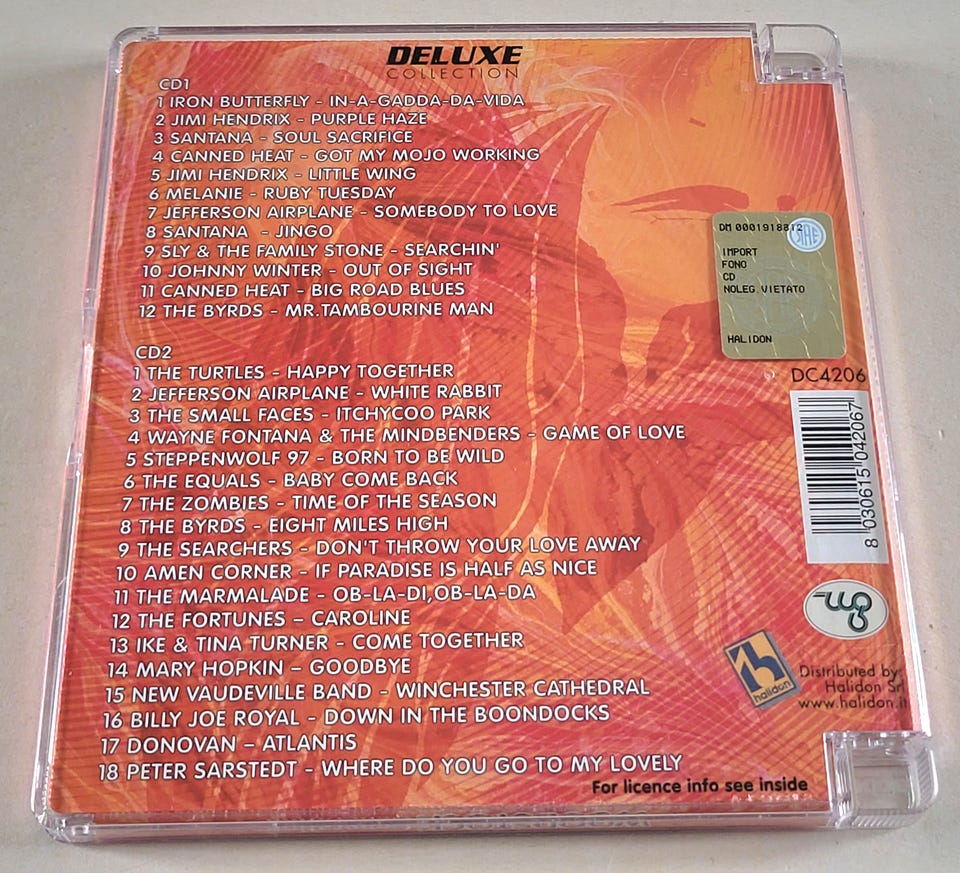 DELUXE
COLLECTION
CD1
1 IRON BUTTERFLY - IN-A-GADDA-DA-VIDA
2 JIMI HENDRIX - PURPLE HAZE
3 SANTANA - SOUL SACRIFICE
4 CANNED HEAT - GOT MY MOJO WORKING
5 JIMI HENDRIX - LITTLE WING
6 MELANIE - RUBY TUESDAY
7 JEFFERSON AIRPLANE - SOMEBODY TO LOVE
8 SANTANA - JINGO
9 SLY & THE FAMILY STONE - SEARCHIN'
10 JOHNNY WINTER - OUT OF SIGHT
11 CANNED HEAT - BIG ROAD BLUES
12 THE BYRDS - MR.TAMBOURINE MAN
CD2
1 THE TURTLES - HAPPY TOGETHER
2 JEFFERSON AIRPLANE - WHITE RABBIT
3 THE SMALL FACES - ITCHYCOO PARK
4 WAYNE FONTANA & THE MINDBENDERS - GAME OF LOVE
5 STEPPENWOLF 97 - BORN TO BE WILD
6 THE EQUALS - BABY COME BACK
7 THE ZOMBIES - TIME OF THE SEASON
8 THE BYRDS - EIGHT MILES HIGH
9 THE SEARCHERS - DON'T THROW YOUR LOVE AWAY
10 AMEN CORNER - IF PARADISE IS HALF AS NICE
11 THE MARMALADE - OB-LA-DI,OB-LA-DA
12 THE FORTUNES – CAROLINE
13 IKE & TINA TURNER - COME TOGETHER
14 MARY HOPKIN – GOODBYE
15 NEW VAUDEVILLE BAND - WINCHESTER CATHEDRAL
16 BILLY JOE ROYAL - DOWN IN THE BOONDOCKS
17 DONOVAN – ATLANTIS
18 PETER SARSTEDT - WHERE DO YOU GO TO MY LOVELY
For licence info see inside
DM 0001918812
IMPORT
FONO
CD
NOLEG.VIETATO
HALIDON
DC4206
8 030615 042067
halidon
Distributed by:
Halidon Srl
www.halidon.it